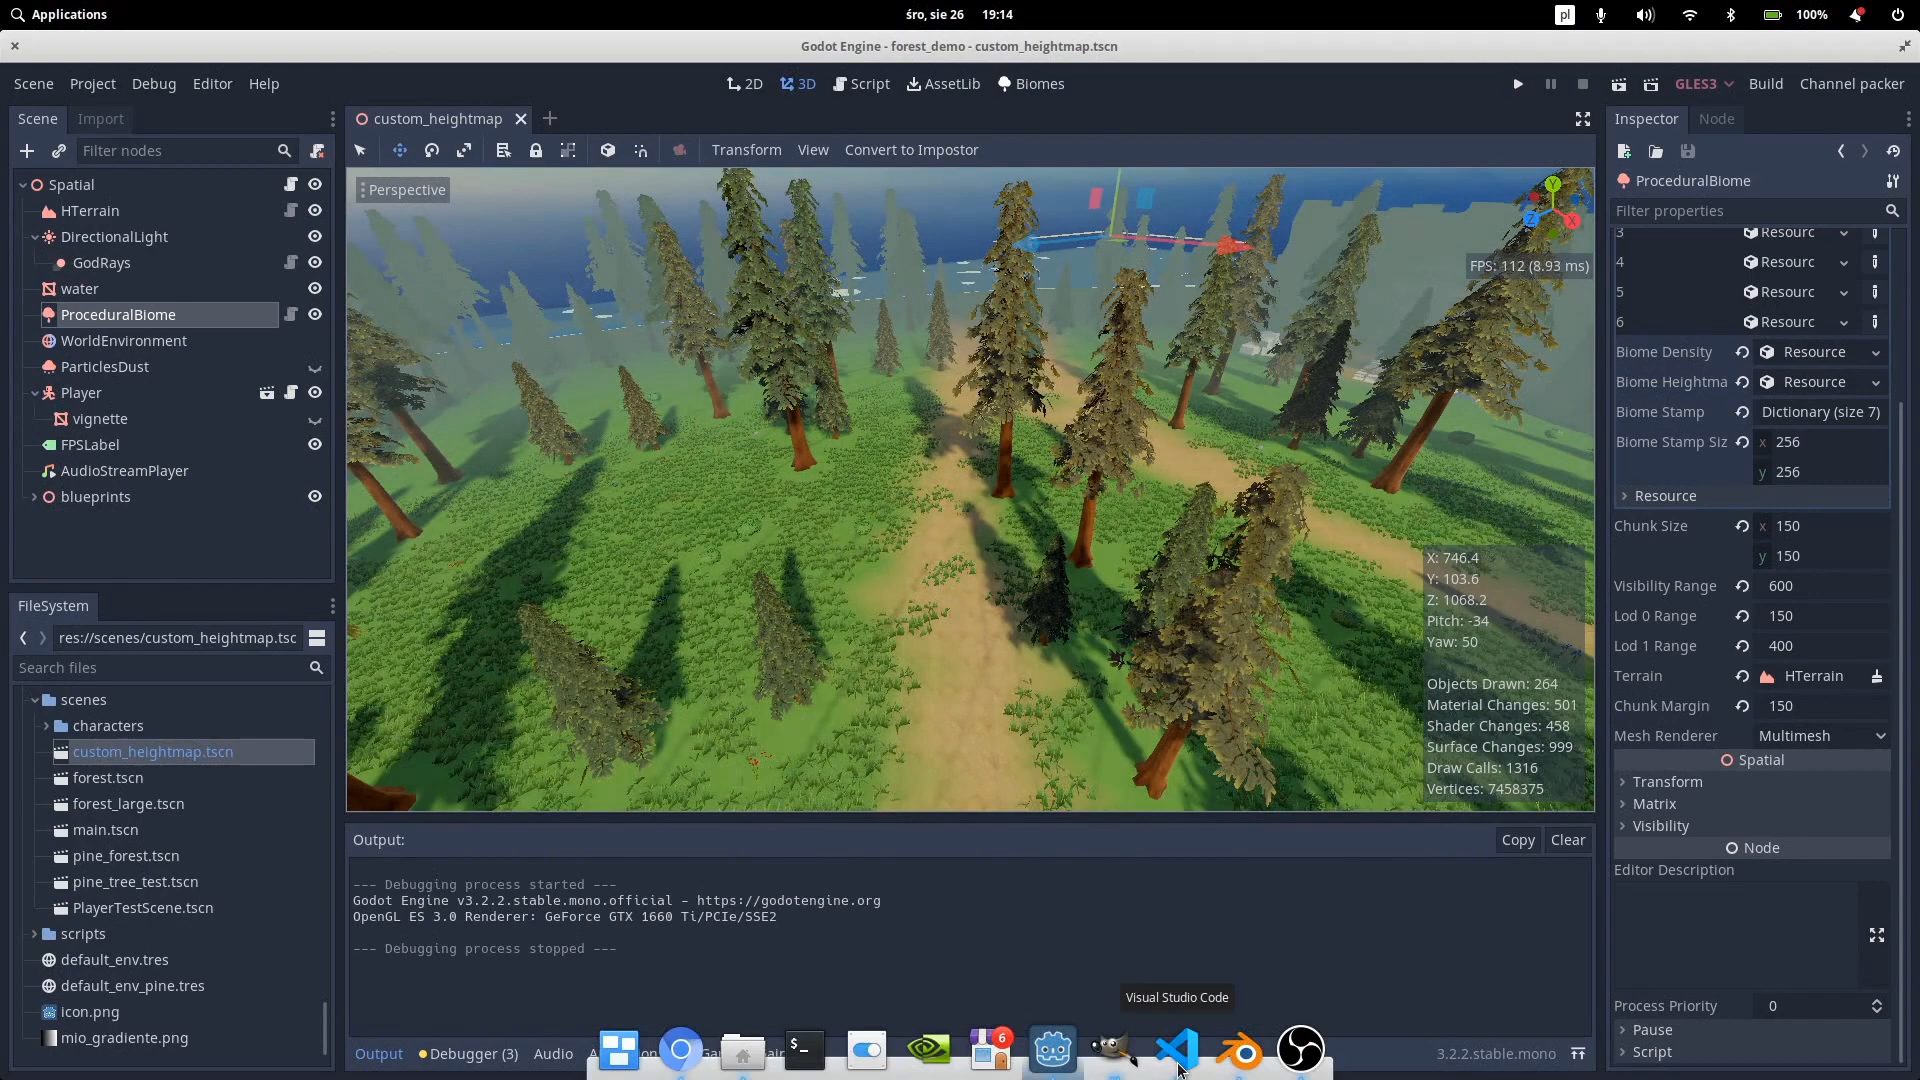 Applications
śro, sie 26 19:14
pl
100%
Godot Engine - forest_demo - custom_heightmap.tscn
Scene Project Debug Editor Help
2D 3D Script AssetLib Biomes
GLES3 Build Channel packer
Scene Import
Filter nodes
Spatial
HTerrain
DirectionalLight
GodRays
water
ProceduralBiome
WorldEnvironment
ParticlesDust
Player
vignette
FPSLabel
AudioStreamPlayer
blueprints
FileSystem
res://scenes/custom_heightmap.tsc
Search files
scenes
characters
custom_heightmap.tscn
forest.tscn
forest_large.tscn
main.tscn
pine_forest.tscn
pine_tree_test.tscn
PlayerTestScene.tscn
scripts
default_env.tres
default_env_pine.tres
icon.png
mio_gradiente.png
custom_heightmap
Transform View Convert to Impostor
Perspective
Y
Z
X
FPS: 112 (8.93 ms)
X: 746.4
Y: 103.6
Z: 1068.2
Pitch: -34
Yaw: 50
Objects Drawn: 264
Material Changes: 501
Shader Changes: 458
Surface Changes: 999
Draw Calls: 1316
Vertices: 7458375
Output:
Copy Clear
--- Debugging process started ---
Godot Engine v3.2.2.stable.mono.official - https://godotengine.org
OpenGL ES 3.0 Renderer: GeForce GTX 1660 Ti/PCIe/SSE2
--- Debugging process stopped ---
Visual Studio Code
6
Output Debugger (3) Audio
3.2.2.stable.mono
Inspector Node
ProceduralBiome
Filter properties
3 Resourc
4 Resourc
5 Resourc
6 Resourc
Biome Density Resource
Biome Heightma Resource
Biome Stamp Dictionary (size 7)
Biome Stamp Siz x 256
y 256
Resource
Chunk Size x 150
y 150
Visibility Range 600
Lod 0 Range 150
Lod 1 Range 400
Terrain HTerrain
Chunk Margin 150
Mesh Renderer Multimesh
Spatial
Transform
Matrix
Visibility
Node
Editor Description
Process Priority 0
Pause
Script